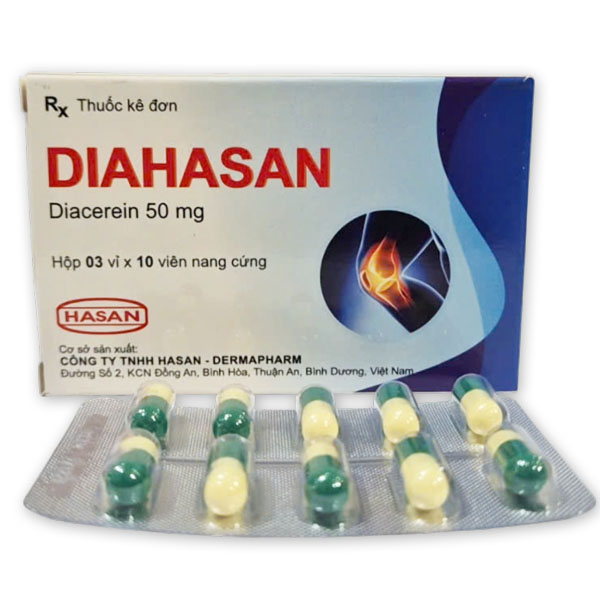 Rx Thuốc kê đơn
DIAHASAN
Diacerein 50 mg
Hộp 03 vỉ x 10 viên nang cứng
HASAN
Cơ sở sản xuất:
CÔNG TY TNHH HASAN - DERMAPHARM
Đường Số 2, KCN Đồng An, Bình Hòa, Thuận An, Bình Dương, Việt Nam